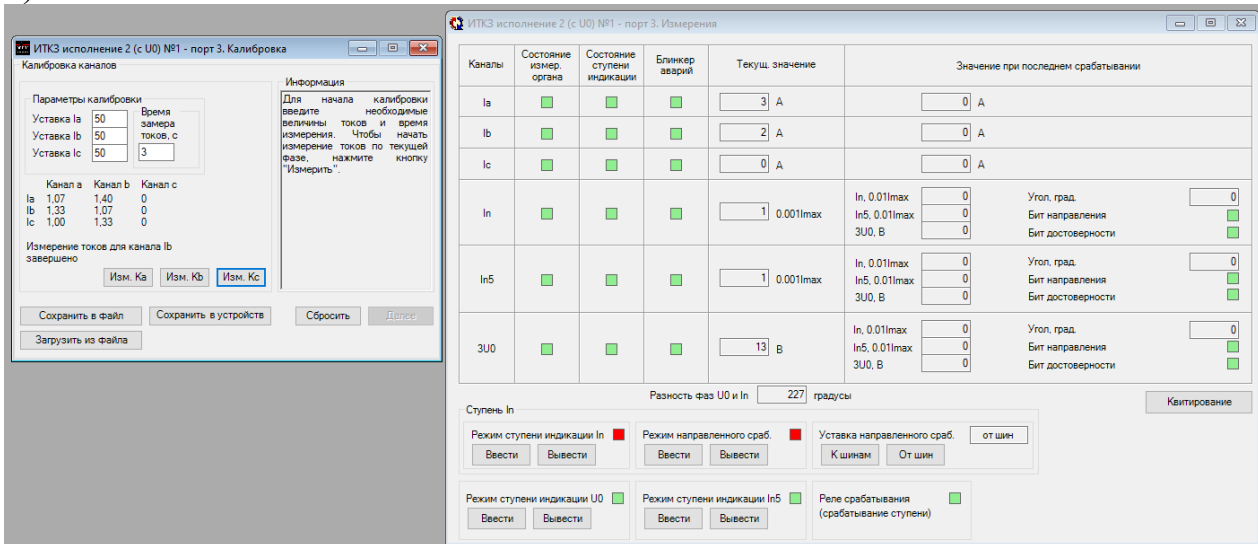 ИТКЗ исполнение 2 (с U0) №1 - порт 3. Калибровка
Калибровка каналов
Параметры калибровки
Уставка Ia 50
Уставка Ib 50
Уставка Ic 50
Время
замера
токов, с
3
Канал a Канал b Канал c
Ia 1,07 1,40 0
Ib 1,33 1,07 0
Ic 1,00 1,33 0
Измерение токов для канала Ib
завершено
Изм. Ka Изм. Kb Изм. Kc
Информация
Для начала калибровки
введите необходимые
величины токов и время
измерения. Чтобы начать
измерение токов по текущей
фазе, нажмите кнопку
"Измерить".
Сохранить в файл Сохранить в устройств Сбросить Далее
Загрузить из файла
ИТКЗ исполнение 2 (с U0) №1 - порт 3. Измерения
Каналы
Состояние
измер.
органа
Состояние
ступени
индикации
Блинкер
аварий
Текущ. значение
Значение при последнем срабатывании
Ia 3 А 0 А
Ib 2 А 0 А
Ic 0 А 0 А
In 1 0.001Imax
In, 0.01Imax 0 Угол, град. 0
In5, 0.01Imax 0 Бит направления
3U0, В 0 Бит достоверности
In5 1 0.001Imax
In, 0.01Imax 0 Угол, град. 0
In5, 0.01Imax 0 Бит направления
3U0, В 0 Бит достоверности
3U0 13 В
In, 0.01Imax 0 Угол, град. 0
In5, 0.01Imax 0 Бит направления
3U0, В 0 Бит достоверности
Разность фаз U0 и In 227 градусы
Квитирование
Ступень In
Режим ступени индикации In
Ввести Вывести
Режим направленного сраб.
Ввести Вывести
Уставка направленного сраб. от шин
К шинам От шин
Режим ступени индикации U0
Ввести Вывести
Режим ступени индикации In5
Ввести Вывести
Реле срабатывания
(срабатывание ступени)